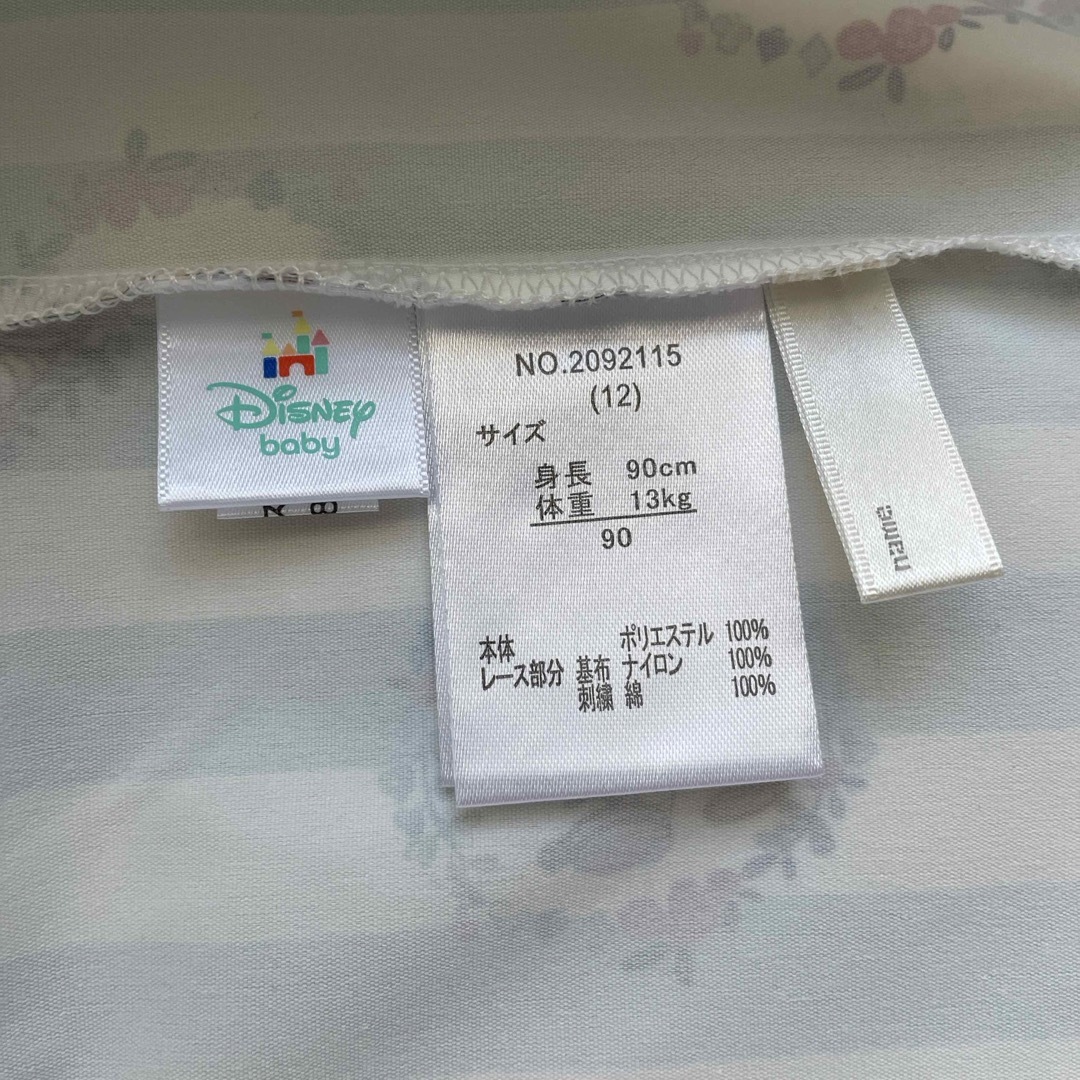 Disney
baby
NO.2092115
(12)
サイズ
身長 90cm
体重 13kg
90
本体 ポリエステル 100%
レース部分 基布 ナイロン 100%
刺繍 綿 100%
name